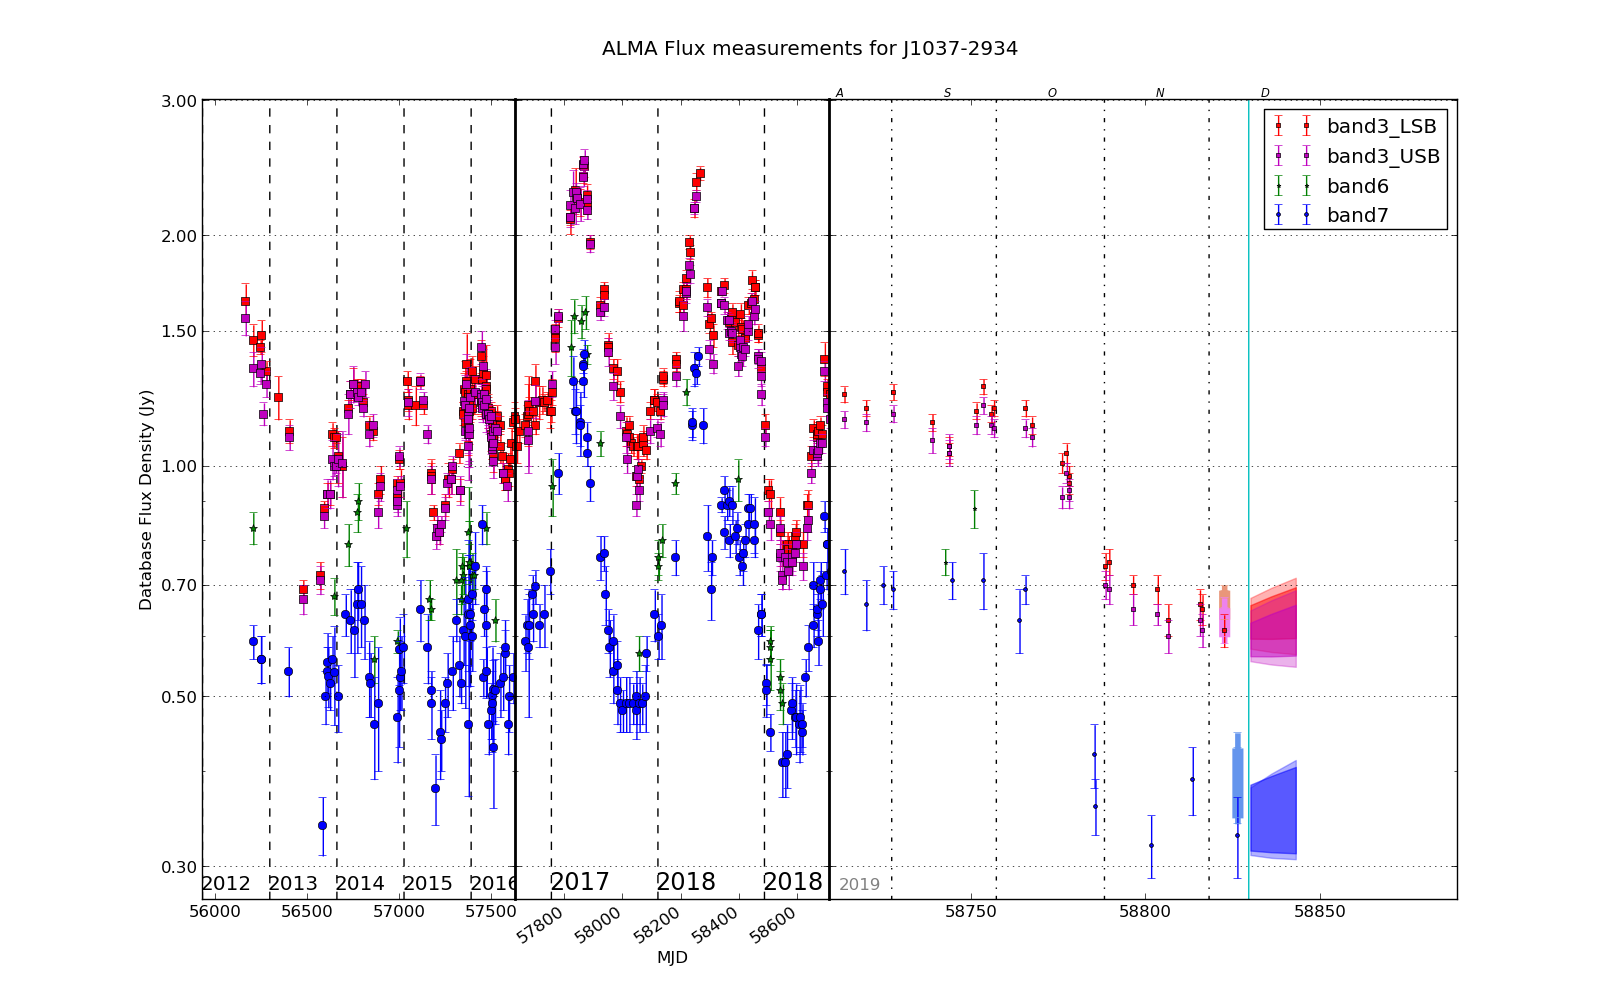 ALMA Flux measurements for J1037-2934
A S O N D
3.00
2.00
1.50
1.00
0.70
0.50
0.30
Database Flux Density (Jy)
band3_LSB
band3_USB
band6
band7
2012 2013 2014 2015 2016 2017 2018 2018 2019
56000 56500 57000 57500 57800 58000 58200 58400 58600 58750 58800 58850
MJD